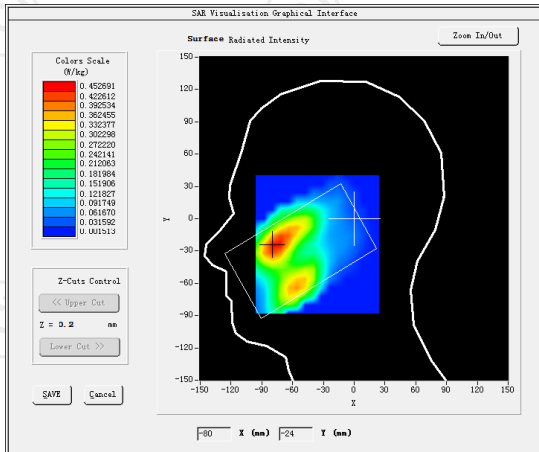 SAR Visualisation Graphical Interface
Surface Radiated Intensity
Zoom In/Out
Colors Scale
(W/kg)
0.452691
0.422612
0.392534
0.362455
0.332377
0.302298
0.272220
0.242141
0.212063
0.181984
0.151906
0.121827
0.091749
0.061670
0.031592
0.001513
Z-Cuts Control
<< Upper Cut
Z = 0.2 mm
Lower Cut >>
SAVE Cancel
150
120
90
60
30
0
-30
-60
-90
-120
-150
Y
-150 -120 -90 -60 -30 0 30 60 90 120 150
X
-80 X (mm) -24 Y (mm)